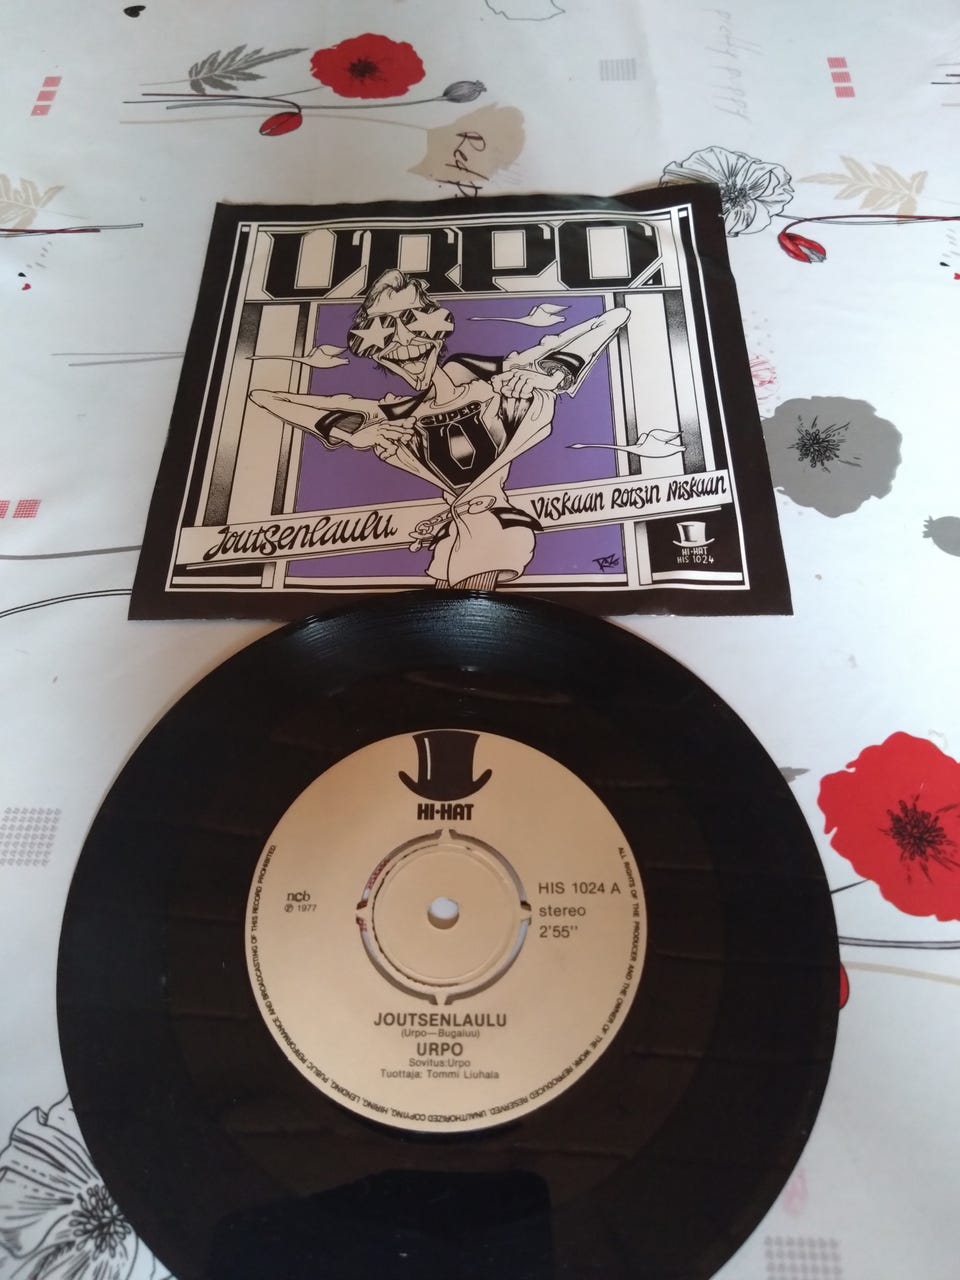 URPO
SUPER
U
Joutsenlaulu
Viskaan Rotsin Niskaan
HI-HAT
HIS 1024
HI-HAT
ncb
℗ 1977
HIS 1024 A
stereo
2'55''
JOUTSENLAULU
(Urpo—Bugaluu)
URPO
Sovitus:Urpo
Tuottaja: Tommi Liuhala
ALL RIGHTS OF THE PRODUCER AND THE OWNER OF THE WORK REPRODUCED RESERVED. UNAUTHORIZED COPYING, HIRING, LENDING, PUBLIC PERFORMANCE AND BROADCASTING OF THIS RECORD PROHIBITED.